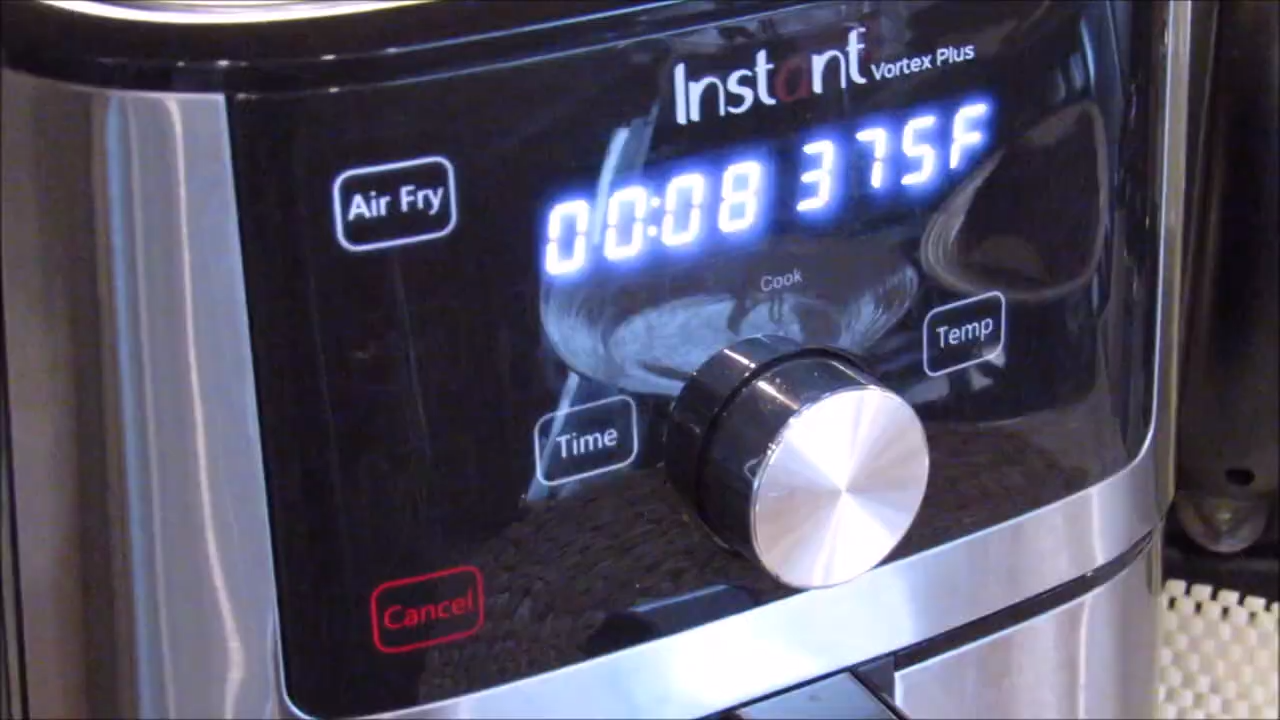 Instant Vortex Plus
Air Fry
00:08 375F
Cook
Temp
Time
Cancel